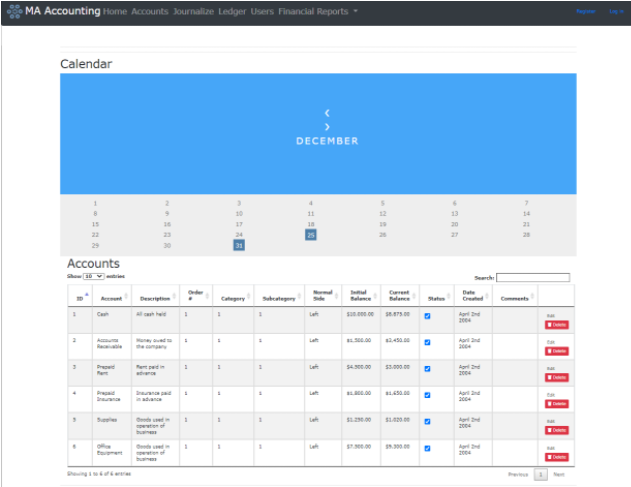 MA Accounting Home Accounts Journalize Ledger Users Financial Reports Register Log in
Calendar
❮
❯
DECEMBER
1 2 3 4 5 6 7
8 9 10 11 12 13 14
15 16 17 18 19 20 21
22 23 24 25 26 27 28
29 30 31
Accounts
Show 10 entries Search:
ID Account Description Order # Category Subcategory Normal Side Initial Balance Current Balance Status Date Created Comments
1 Cash All cash held 1 1 1 Left $10,000.00 $8,875.00 April 2nd 2004 Edit Delete
2 Accounts Receivable Money owed to the company 1 1 1 Left $1,500.00 $3,450.00 April 2nd 2004 Edit Delete
3 Prepaid Rent Rent paid in advance 1 1 1 Left $4,500.00 $3,000.00 April 2nd 2004 Edit Delete
4 Prepaid Insurance Insurance paid in advance 1 1 1 Left $1,800.00 $1,650.00 April 2nd 2004 Edit Delete
5 Supplies Goods used in operation of business 1 1 1 Left $1,250.00 $1,020.00 April 2nd 2004 Edit Delete
6 Office Equipment Goods used in operation of business 1 1 1 Left $7,500.00 $9,300.00 April 2nd 2004 Edit Delete
Showing 1 to 6 of 6 entries Previous 1 Next